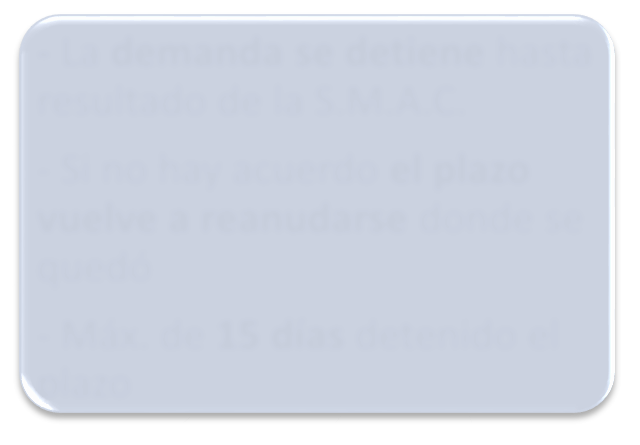 - La demanda se detiene hasta
resultado de la S.M.A.C.
- Si no hay acuerdo el plazo
vuelve a reanudarse donde se
quedó
- Máx. de 15 días detenido el
plazo